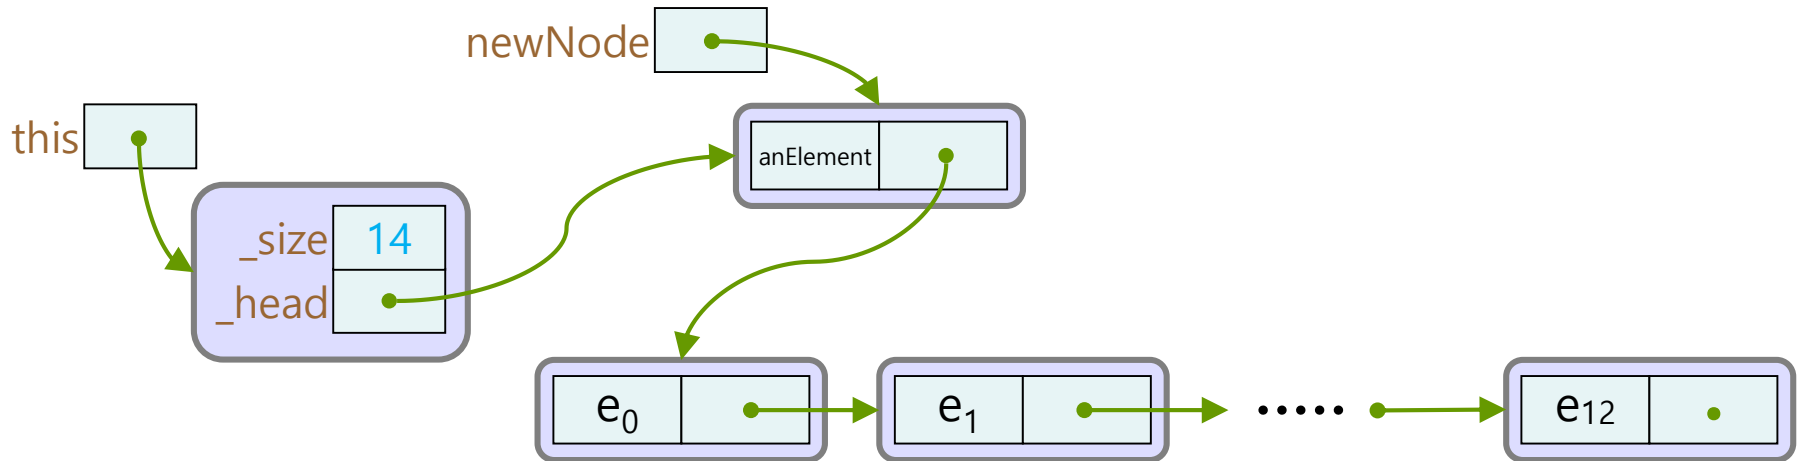 newNode
this
anElement
_size 14
_head
e0 e1 ..... e12